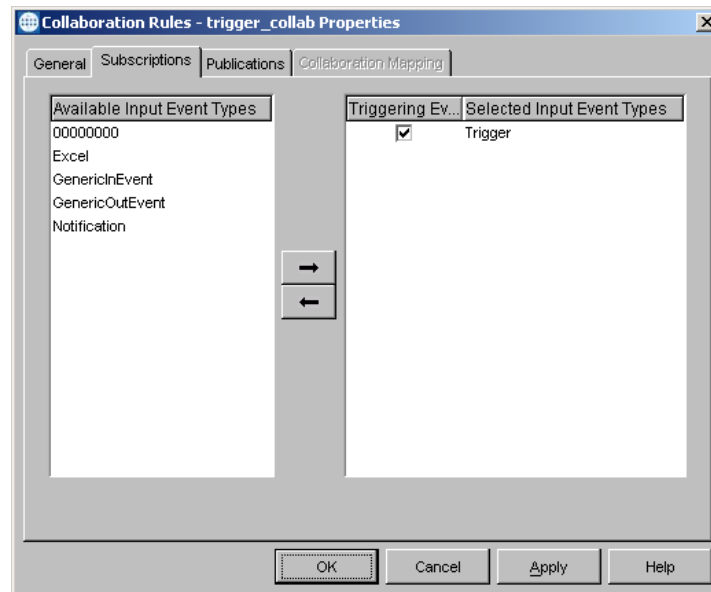 Collaboration Rules - trigger_collab Properties
General Subscriptions Publications Collaboration Mapping
Available Input Event Types
00000000
Excel
GenericInEvent
GenericOutEvent
Notification
Triggering Ev... Selected Input Event Types
Trigger
OK Cancel Apply Help